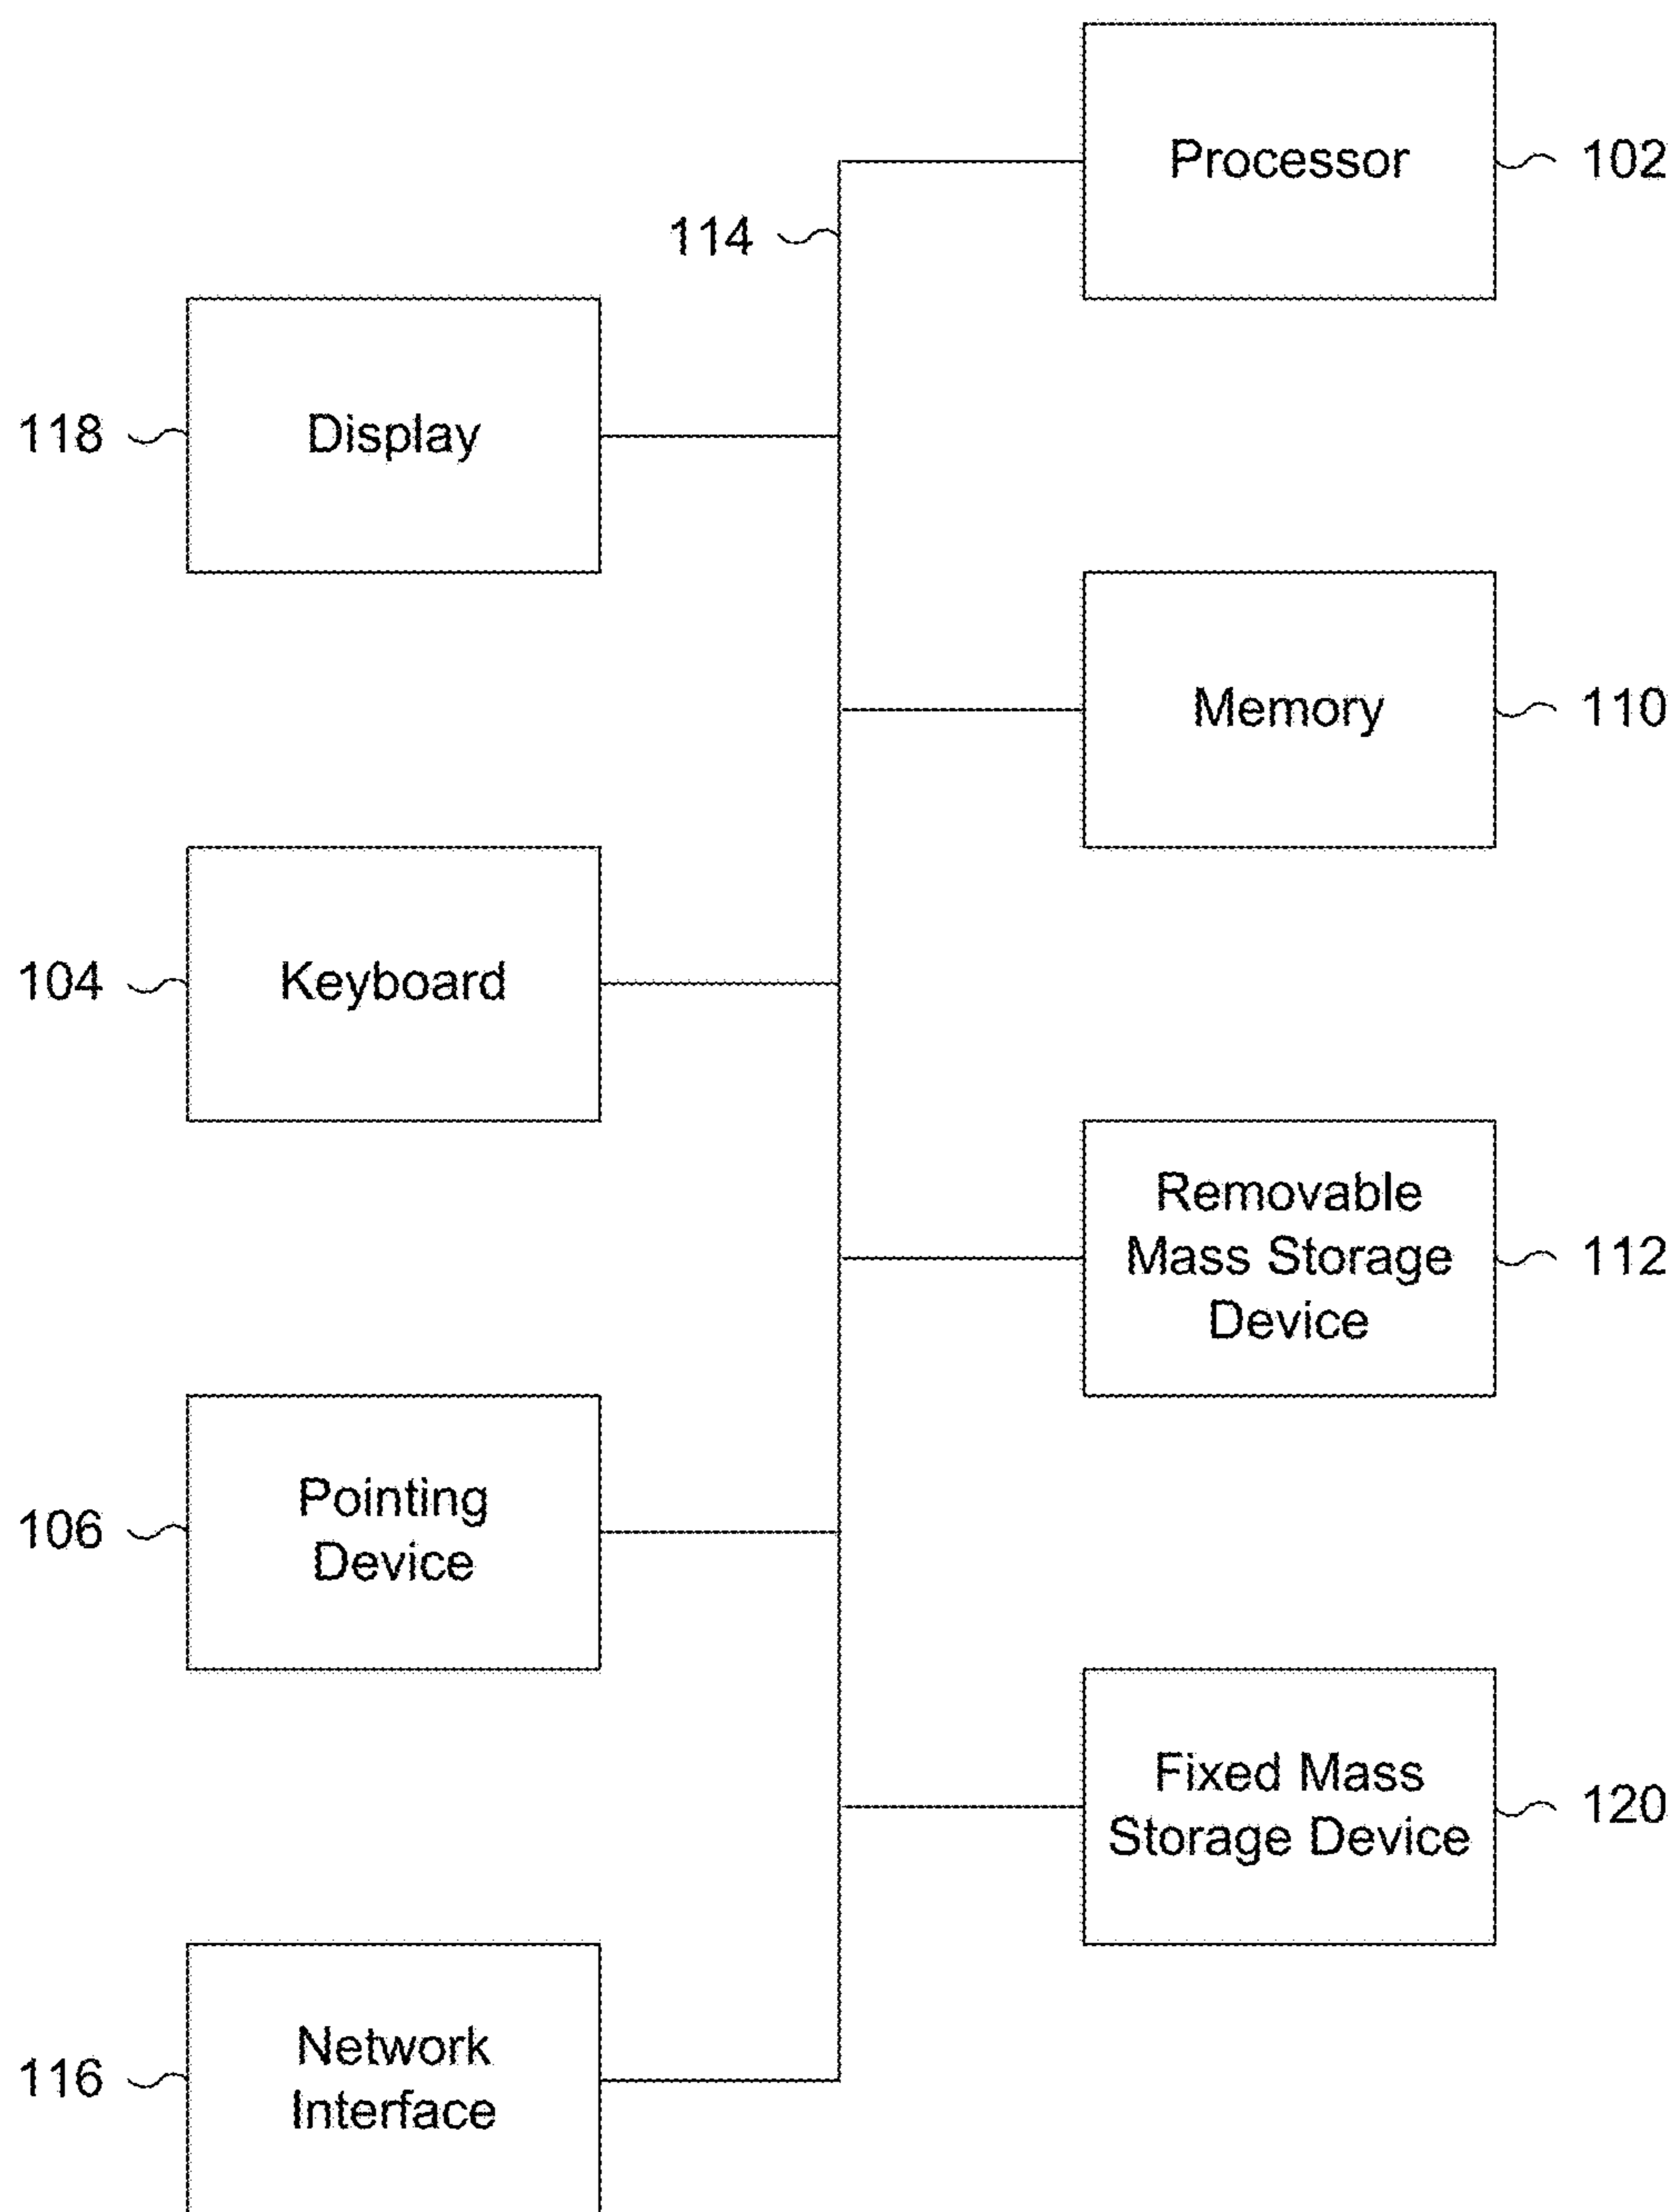 Processor
102
114
118
Display
Memory
110
104
Keyboard
Removable
Mass Storage
Device
112
106
Pointing
Device
Fixed Mass
Storage Device
120
116
Network
Interface